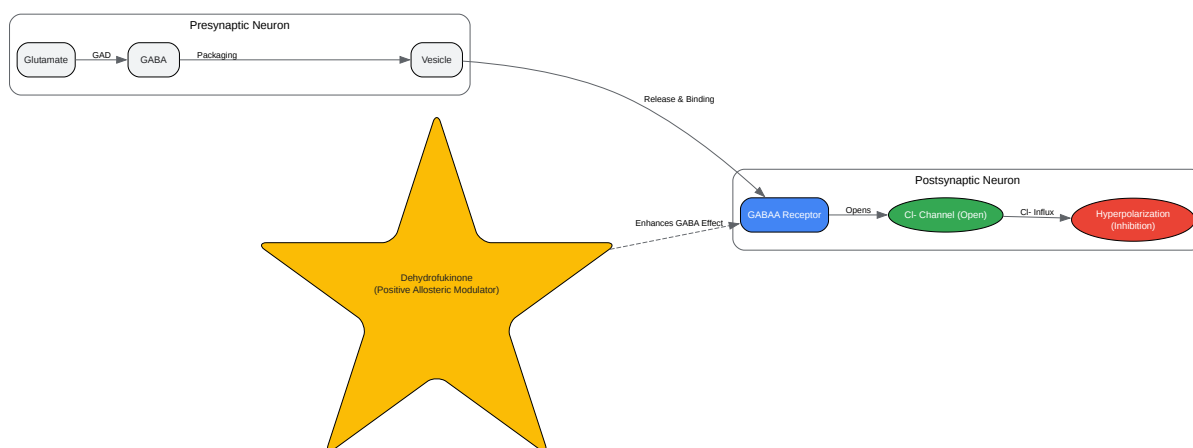 Presynaptic Neuron
Glutamate
GAD
GABA
Packaging
Vesicle
Release & Binding
Postsynaptic Neuron
GABAA Receptor
Opens
Cl- Channel (Open)
Cl- Influx
Hyperpolarization
(Inhibition)
Enhances GABA Effect
Dehydrofukinone
(Positive Allosteric Modulator)